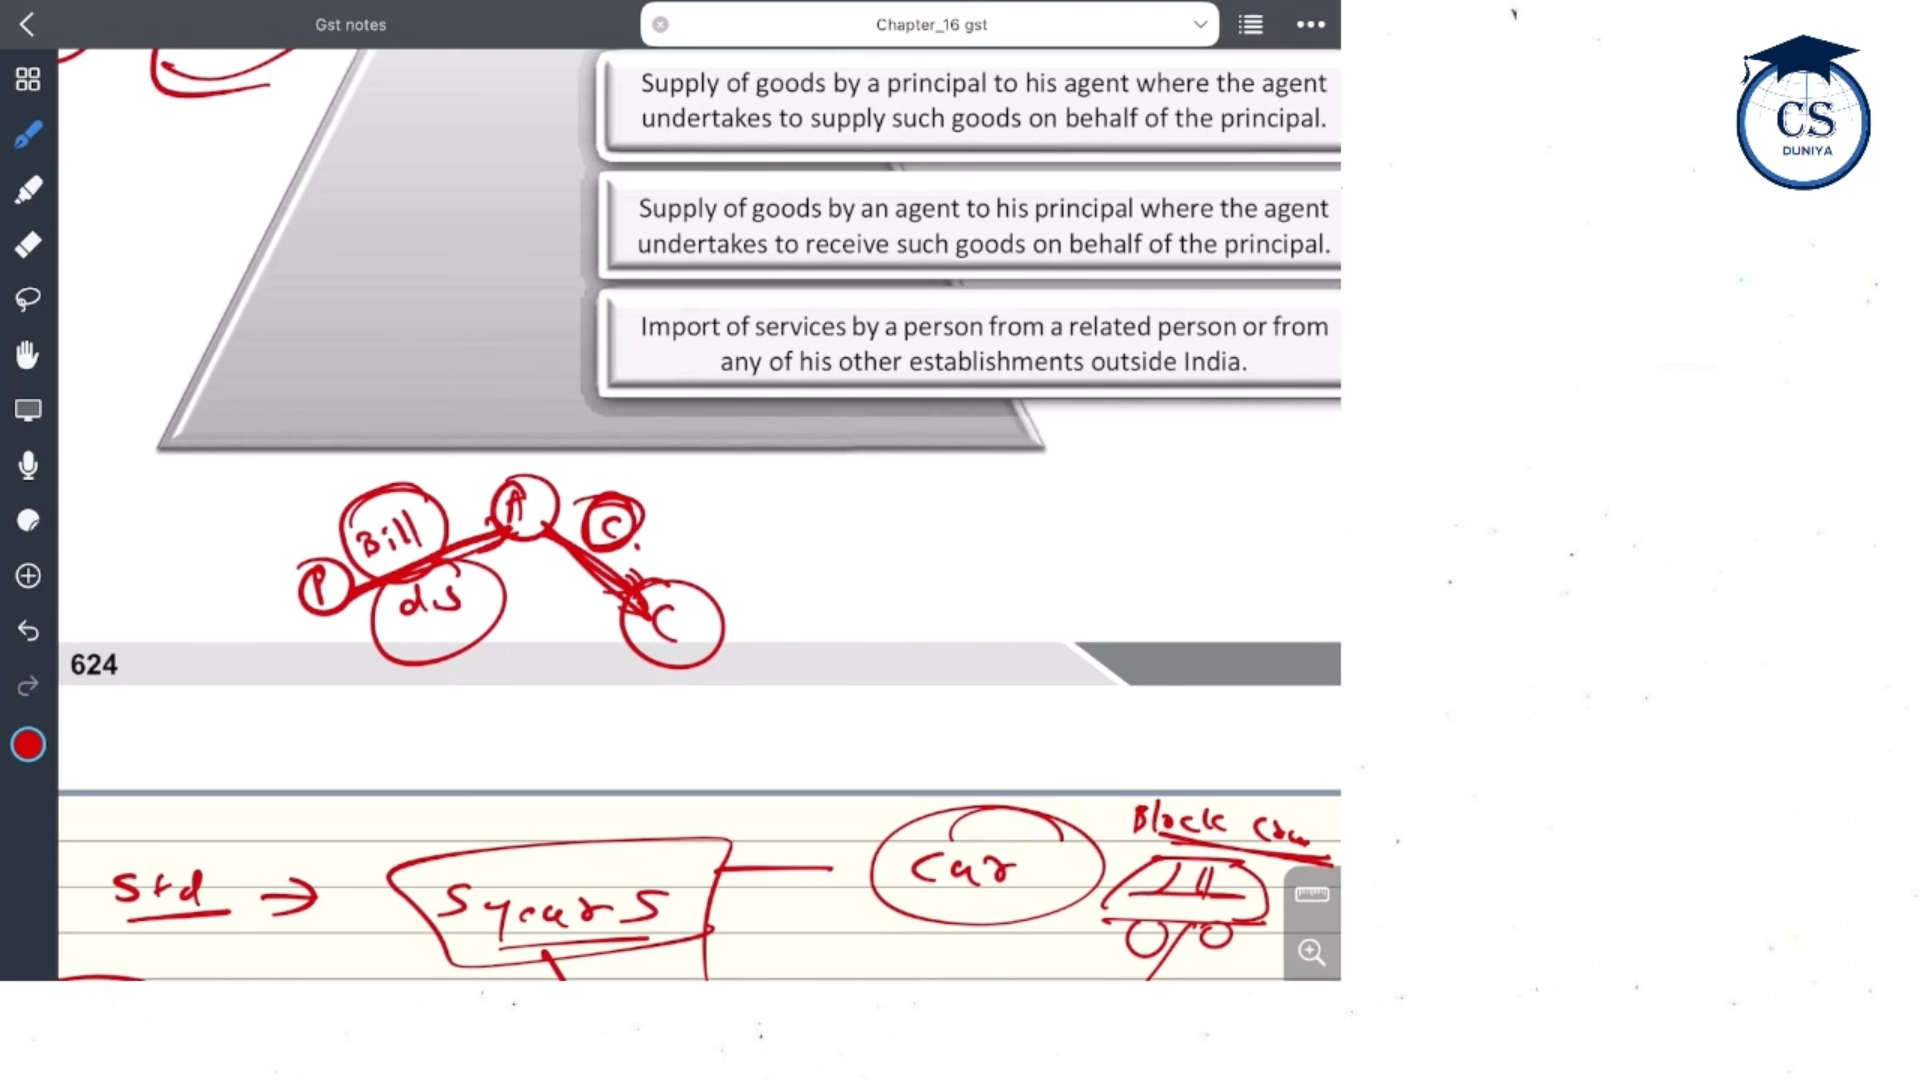 Gst notes
Chapter_16 gst
CS
DUNIYA
Supply of goods by a principal to his agent where the agent
undertakes to supply such goods on behalf of the principal.
Supply of goods by an agent to his principal where the agent
undertakes to receive such goods on behalf of the principal.
Import of services by a person from a related person or from
any of his other establishments outside India.
A
C
Bill
P
ds
C
624
Block
Car
Std →
5 years